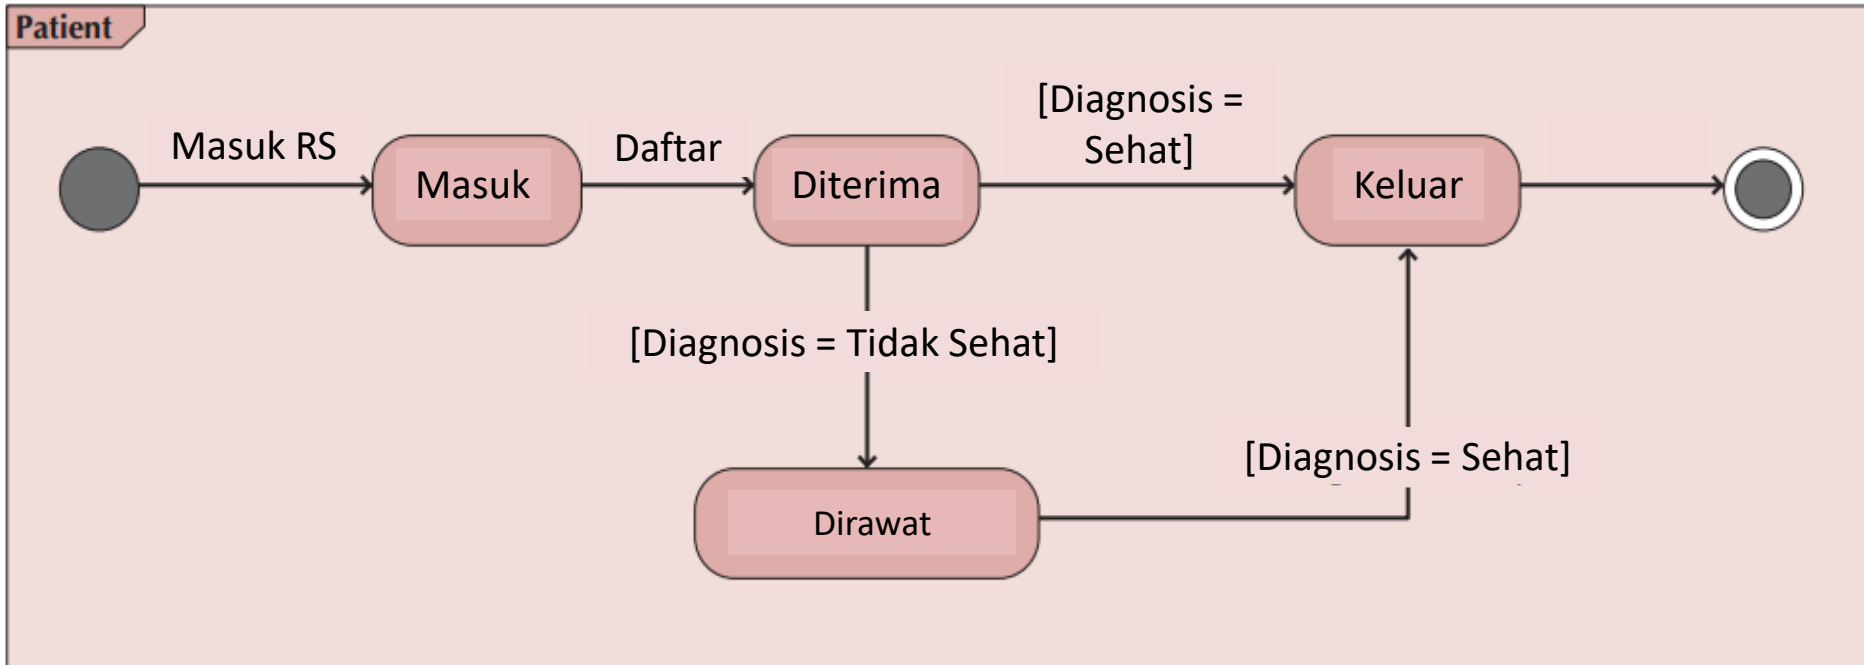 Patient
Masuk RS
Masuk
Daftar
Diterima
[Diagnosis =
Sehat]
Keluar
[Diagnosis = Tidak Sehat]
[Diagnosis = Sehat]
Dirawat